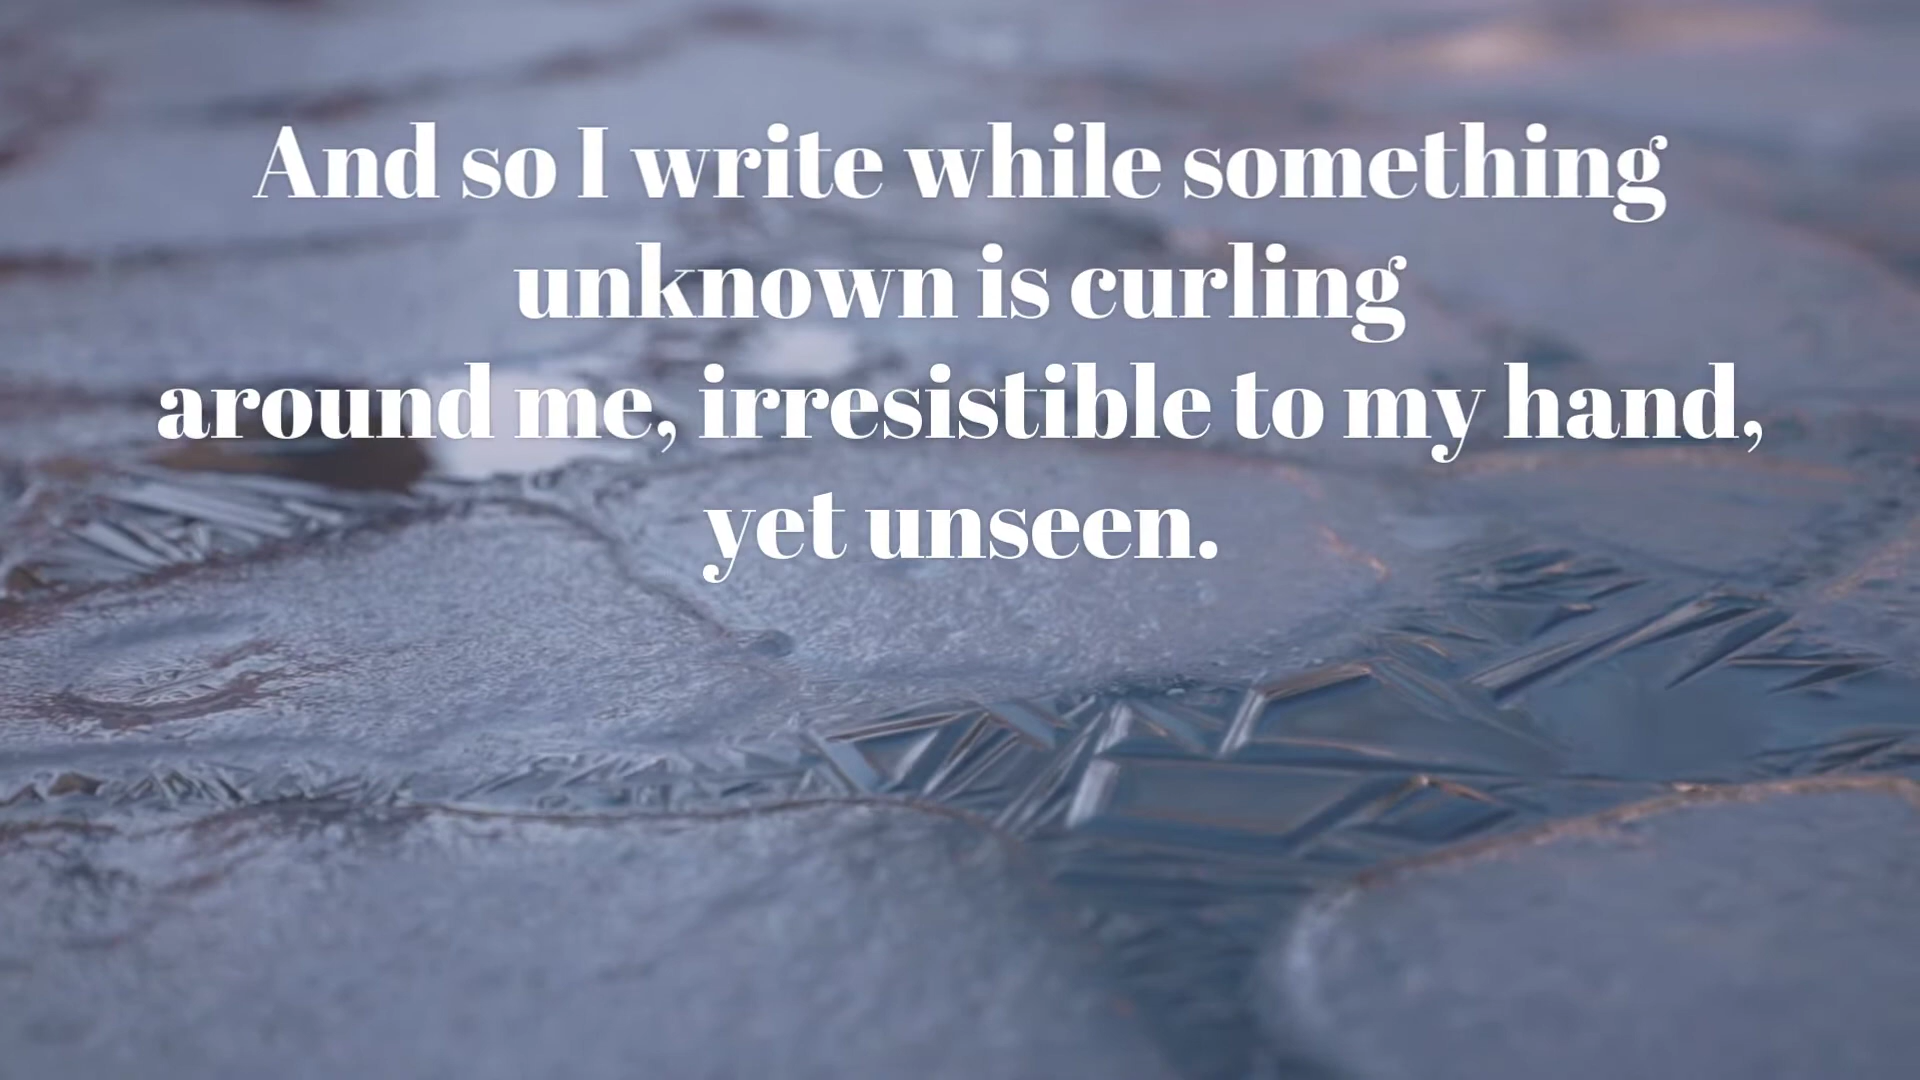 And so I write while something
unknown is curling
around me, irresistible to my hand,
yet unseen.